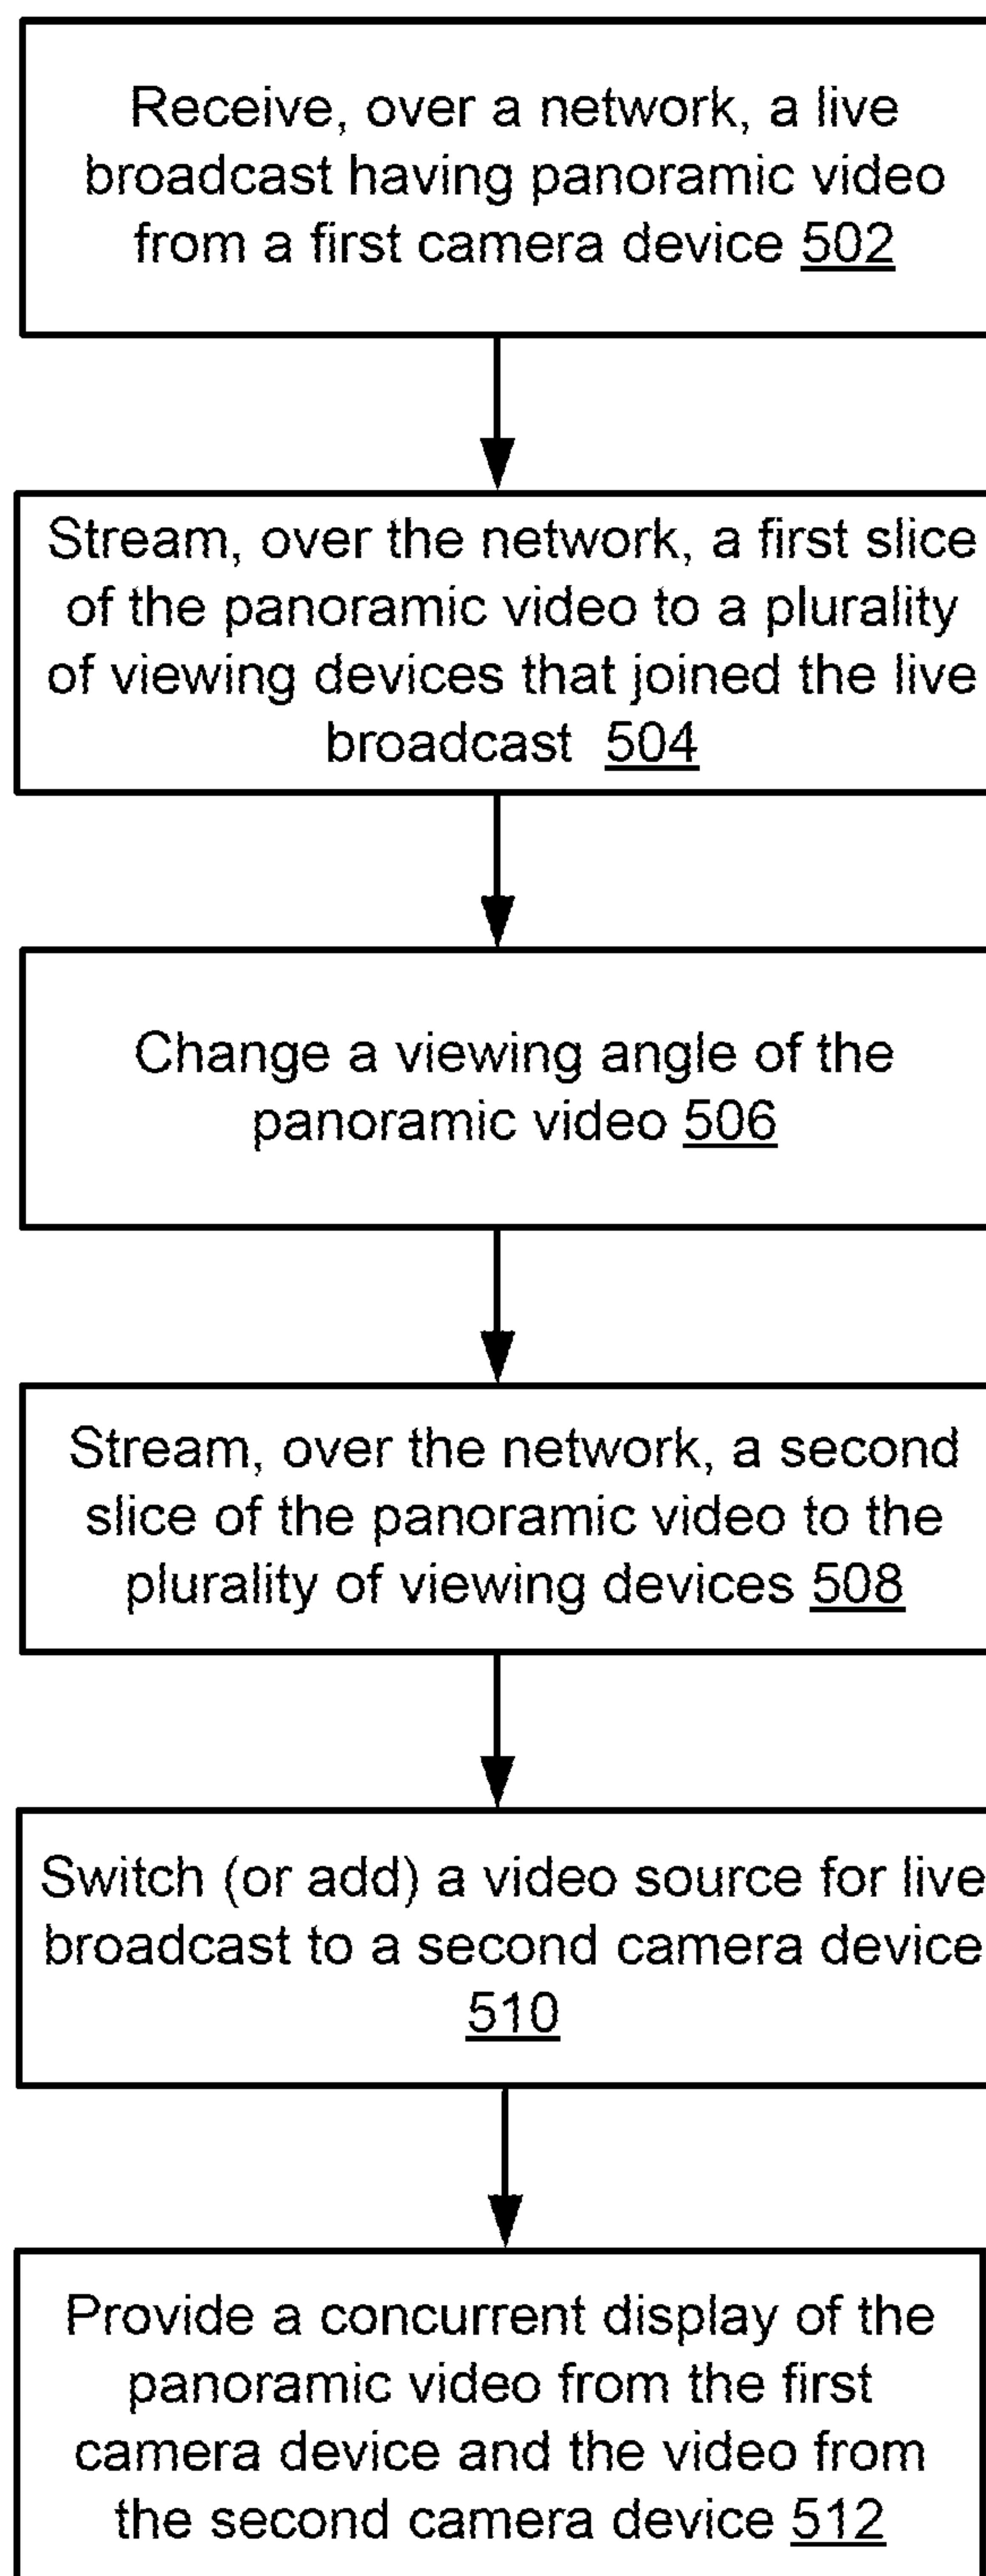 Receive, over a network, a live
broadcast having panoramic video
from a first camera device 502
Stream, over the network, a first slice
of the panoramic video to a plurality
of viewing devices that joined the live
broadcast 504
Change a viewing angle of the
panoramic video 506
Stream, over the network, a second
slice of the panoramic video to the
plurality of viewing devices 508
Switch (or add) a video source for live
broadcast to a second camera device
510
Provide a concurrent display of the
panoramic video from the first
camera device and the video from
the second camera device 512